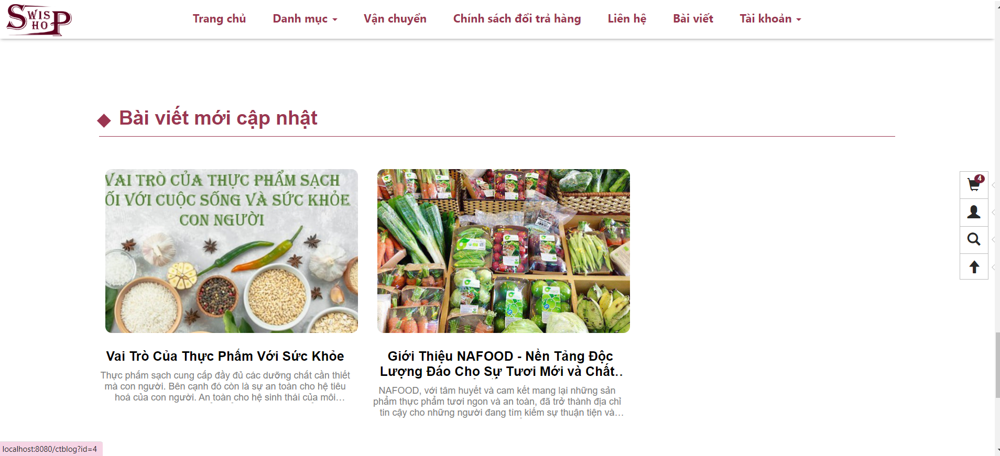 SWISHOP
Trang chủ
Danh mục
Vận chuyển
Chính sách đổi trả hàng
Liên hệ
Bài viết
Tài khoản
Bài viết mới cập nhật
4
VAI TRÒ CỦA THỰC PHẨM SẠCH
ỐI VỚI CUỘC SỐNG VÀ SỨC KHỎE
CON NGƯỜI
Vai Trò Của Thực Phẩm Với Sức Khỏe
Thực phẩm sạch cung cấp đầy đủ các dưỡng chất cần thiết
mà con người. Bên cạnh đó còn là sự an toàn cho hệ tiêu
hoá của con người. An toàn cho hệ sinh thái của môi…
Giới Thiệu NAFOOD - Nền Tảng Độc
Lượng Đáo Cho Sự Tươi Mới và Chất..
NAFOOD, với tâm huyết và cam kết mang lại những sản
phẩm thực phẩm tươi ngon và an toàn, đã trở thành địa chỉ
tin cậy cho những người đang tìm kiếm sự thuận tiện và…
localhost:8080/ctblog?id=4